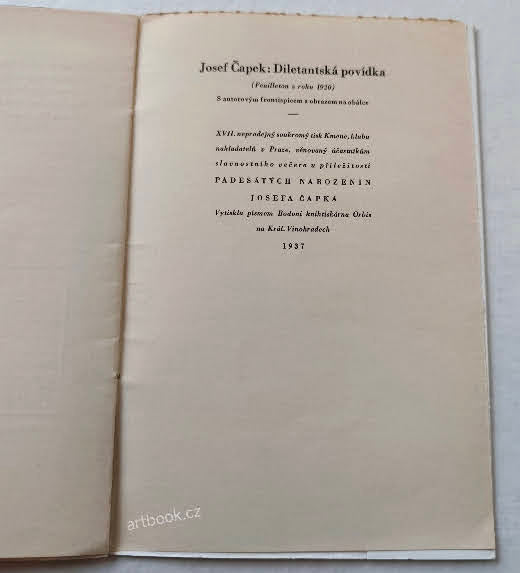 Josef Čapek: Diletantská povídka
(Feuilleton z roku 1920)
S autorovým frontispicem a obrazem na obálce
XVII. neprodejný soukromý tisk Kmene, klubu
nakladatelů v Praze, věnovaný účastníkům
slavnostního večera u příležitosti
PADESÁTÝCH NAROZENIN
JOSEFA ČAPKA
Vytiskla písmem Bodoni knihtiskárna Orbis
na Král. Vinohradech
1937
artbook.cz